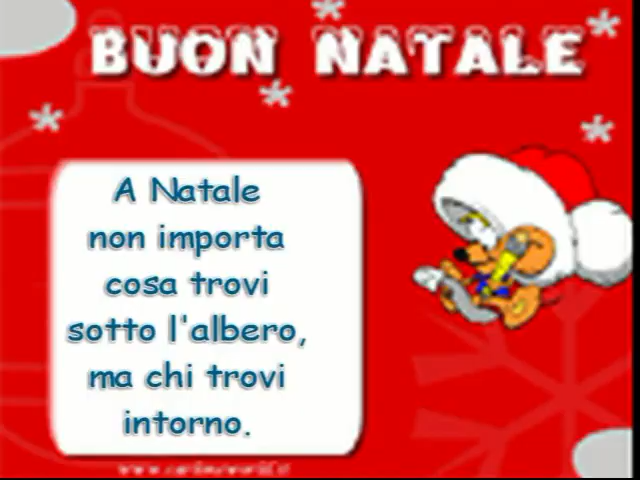 BUON NATALE
A Natale
non importa
cosa trovi
sotto l'albero,
ma chi trovi
intorno.